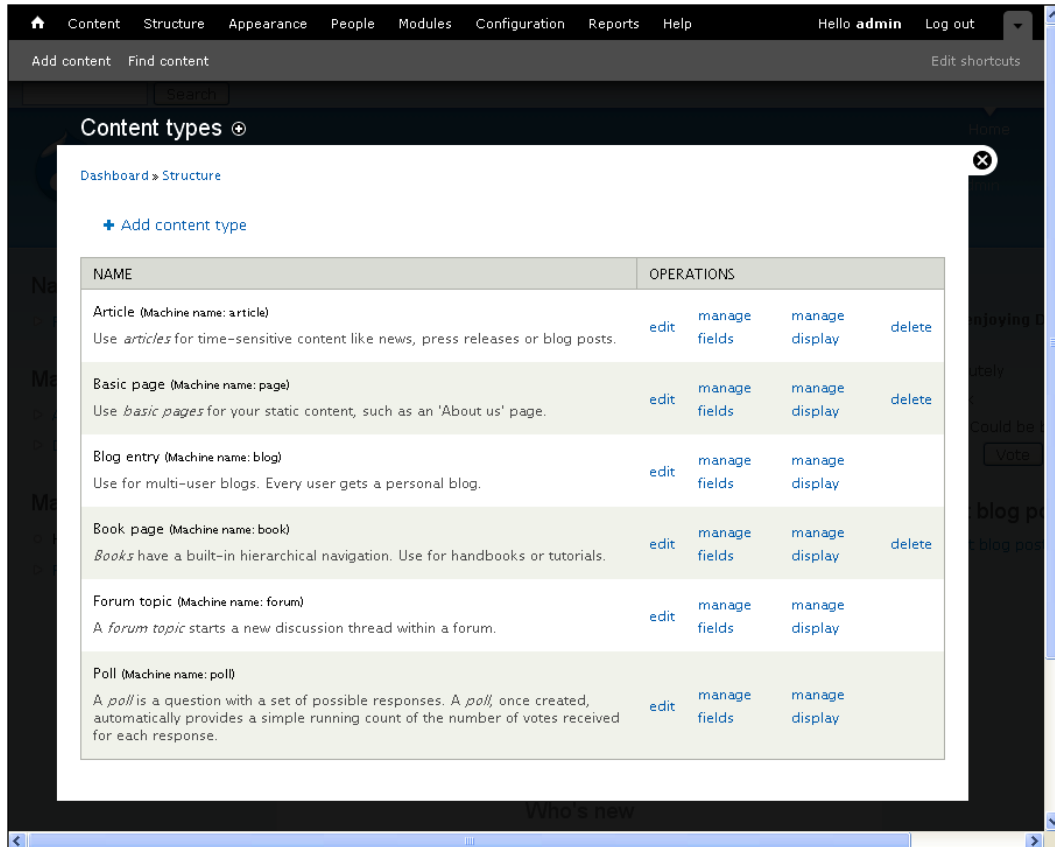 Content Structure Appearance People Modules Configuration Reports Help Hello admin Log out
Add content Find content Edit shortcuts
Search
Content types
Home
Dashboard » Structure
Add content type
NAME OPERATIONS
Article (Machine name: article)
Use articles for time-sensitive content like news, press releases or blog posts.
edit manage fields manage display delete
Basic page (Machine name: page)
Use basic pages for your static content, such as an 'About us' page.
edit manage fields manage display delete
Blog entry (Machine name: blog)
Use for multi-user blogs. Every user gets a personal blog.
edit manage fields manage display
Book page (Machine name: book)
Books have a built-in hierarchical navigation. Use for handbooks or tutorials.
edit manage fields manage display delete
Forum topic (Machine name: forum)
A forum topic starts a new discussion thread within a forum.
edit manage fields manage display
Poll (Machine name: poll)
A poll is a question with a set of possible responses. A poll, once created,
automatically provides a simple running count of the number of votes received
for each response.
edit manage fields manage display
Could be
Vote
blog
blog
Who's new